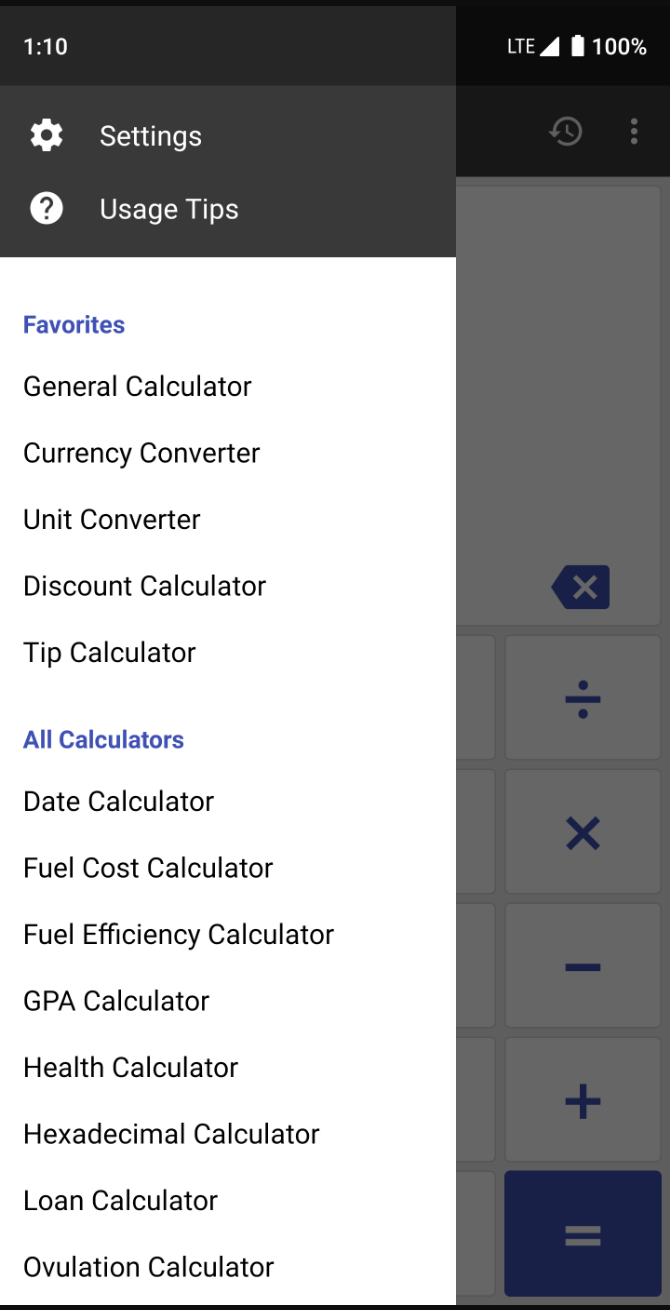 1:10
LTE 100%
Settings
Usage Tips
Favorites
General Calculator
Currency Converter
Unit Converter
Discount Calculator
Tip Calculator
All Calculators
Date Calculator
Fuel Cost Calculator
Fuel Efficiency Calculator
GPA Calculator
Health Calculator
Hexadecimal Calculator
Loan Calculator
Ovulation Calculator
÷
×
−
+
=